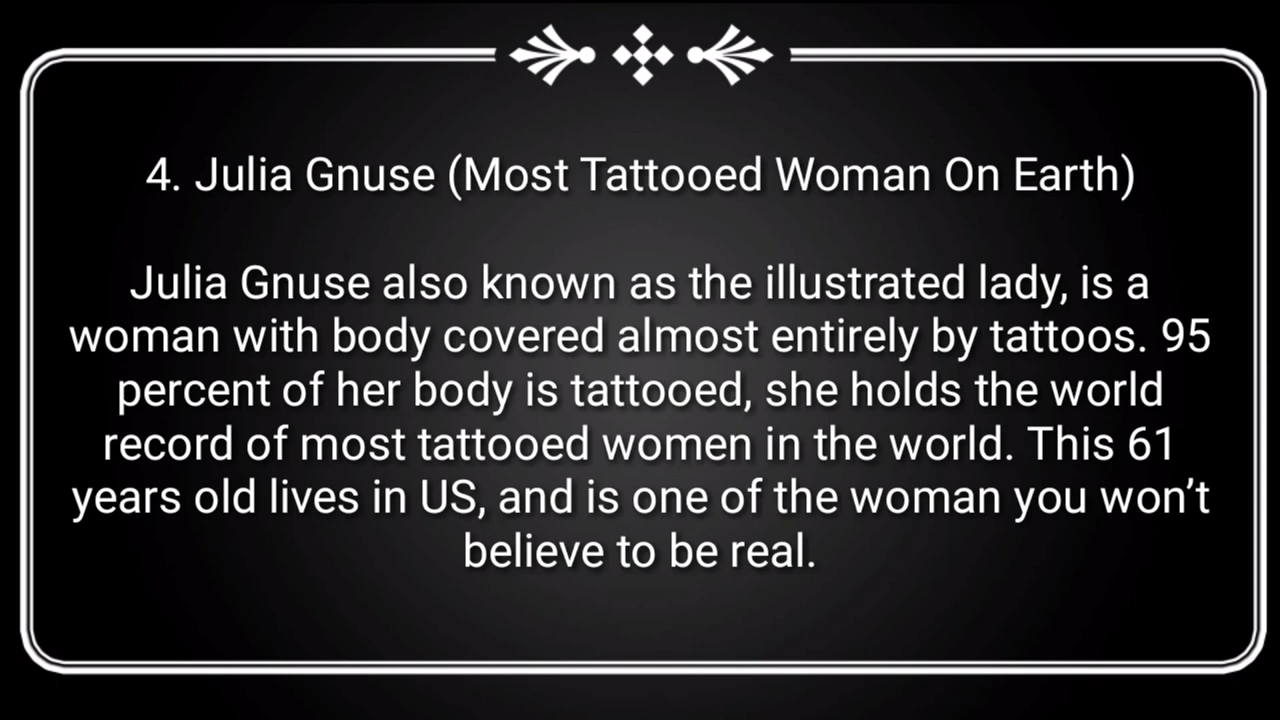 4. Julia Gnuse (Most Tattooed Woman On Earth)
Julia Gnuse also known as the illustrated lady, is a
woman with body covered almost entirely by tattoos. 95
percent of her body is tattooed, she holds the world
record of most tattooed women in the world. This 61
years old lives in US, and is one of the woman you won’t
believe to be real.